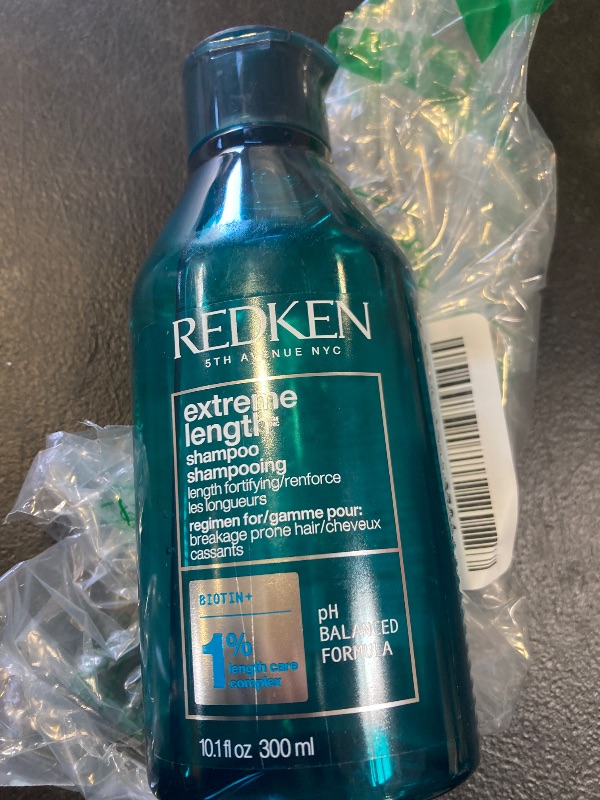 REDKEN
5TH AVENUE NYC
extreme
length
shampoo
shampooing
length fortifying/renforce
les longueurs
regimen for/gamme pour:
breakage prone hair/cheveux
cassants
BIOTIN+
1%
length care
complex
pH
BALANCED
FORMULA
10.1 fl oz 300 ml